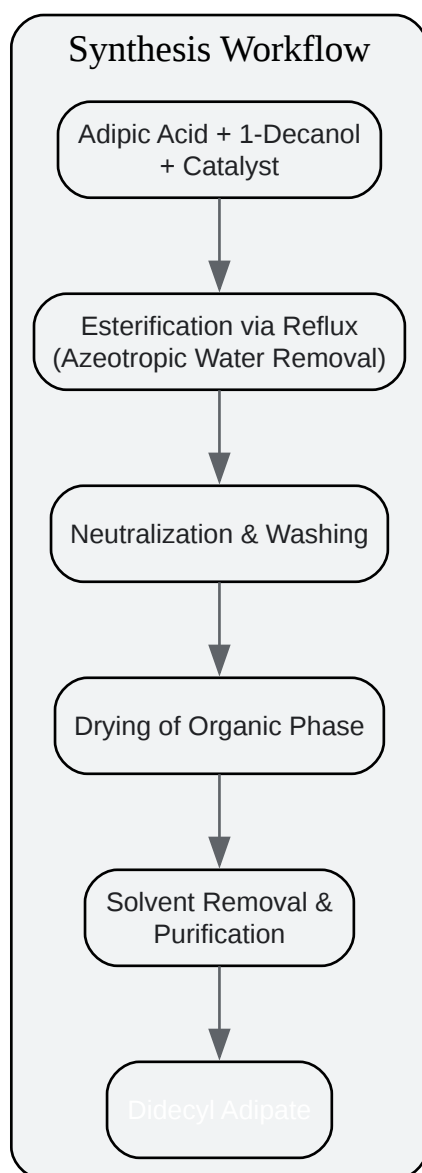 Synthesis Workflow
Adipic Acid + 1-Decanol
+ Catalyst
Esterification via Reflux
(Azeotropic Water Removal)
Neutralization & Washing
Drying of Organic Phase
Solvent Removal &
Purification
Didecyl Adipate